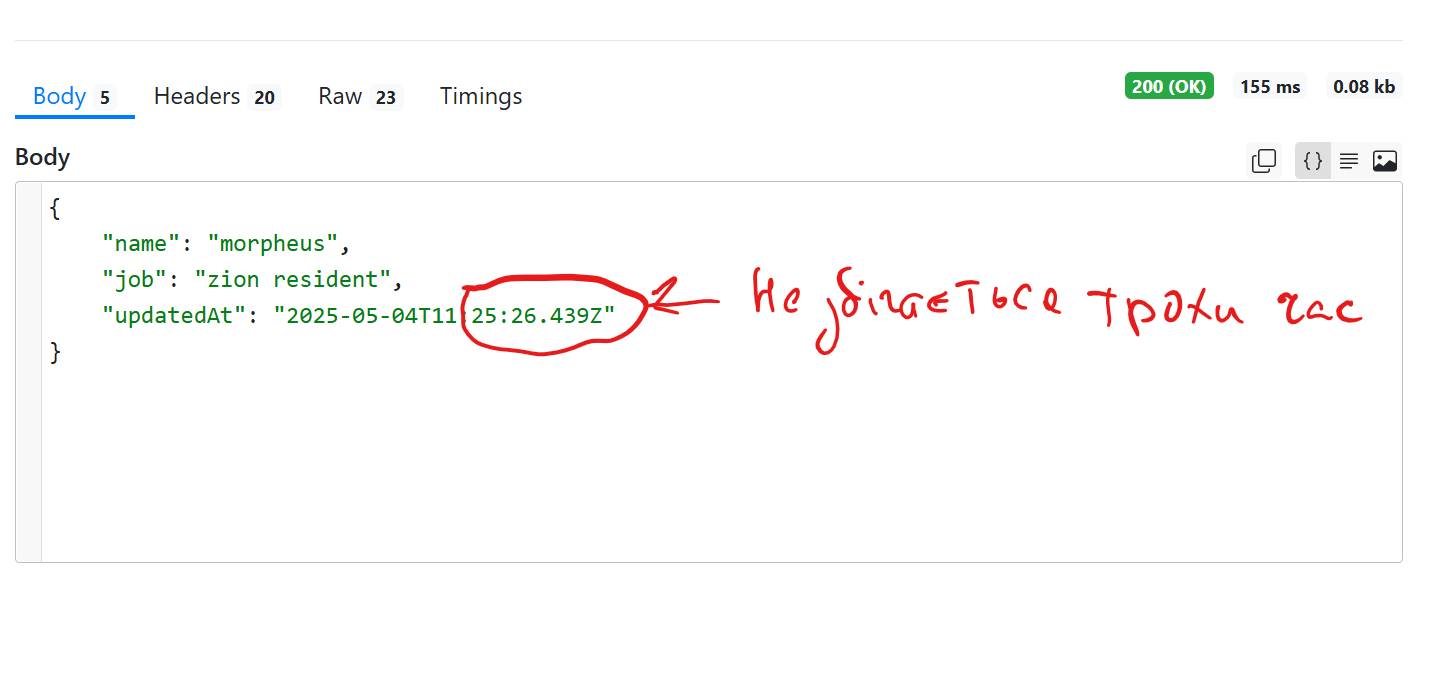 Body 5 Headers 20 Raw 23 Timings 200 (OK) 155 ms 0.08 kb
Body
{
"name": "morpheus",
"job": "zion resident",
"updatedAt": "2025-05-04T11:25:26.439Z"
}
Не збігається трохи час